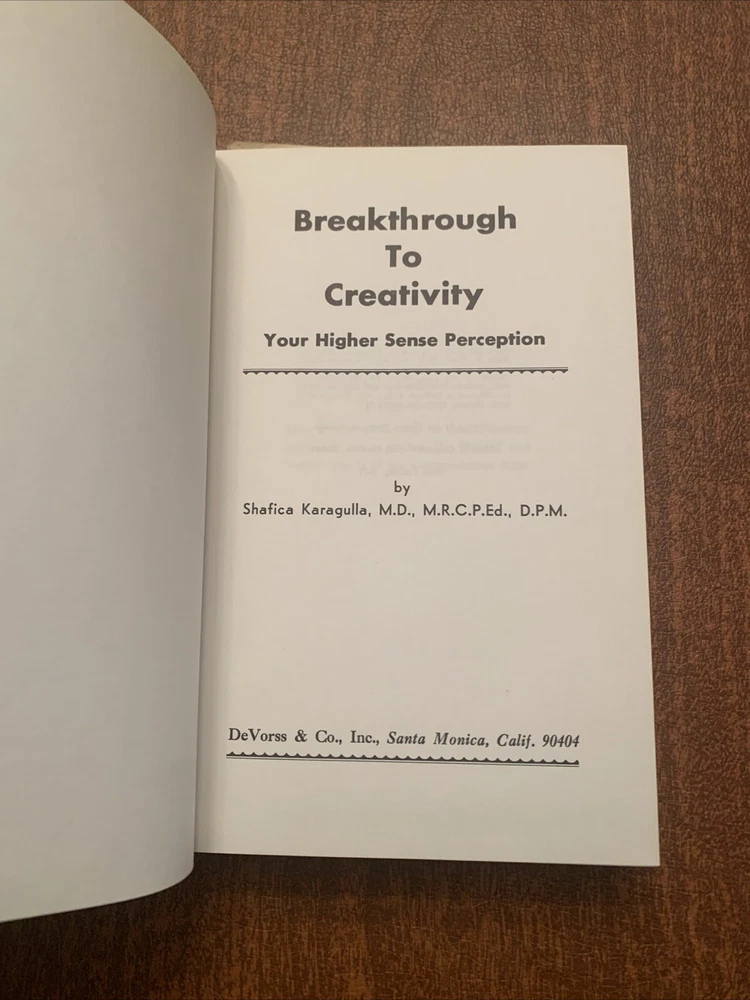 Breakthrough
To
Creativity
Your Higher Sense Perception
by
Shafica Karagulla, M.D., M.R.C.P.Ed., D.P.M.
DeVorss & Co., Inc., Santa Monica, Calif. 90404